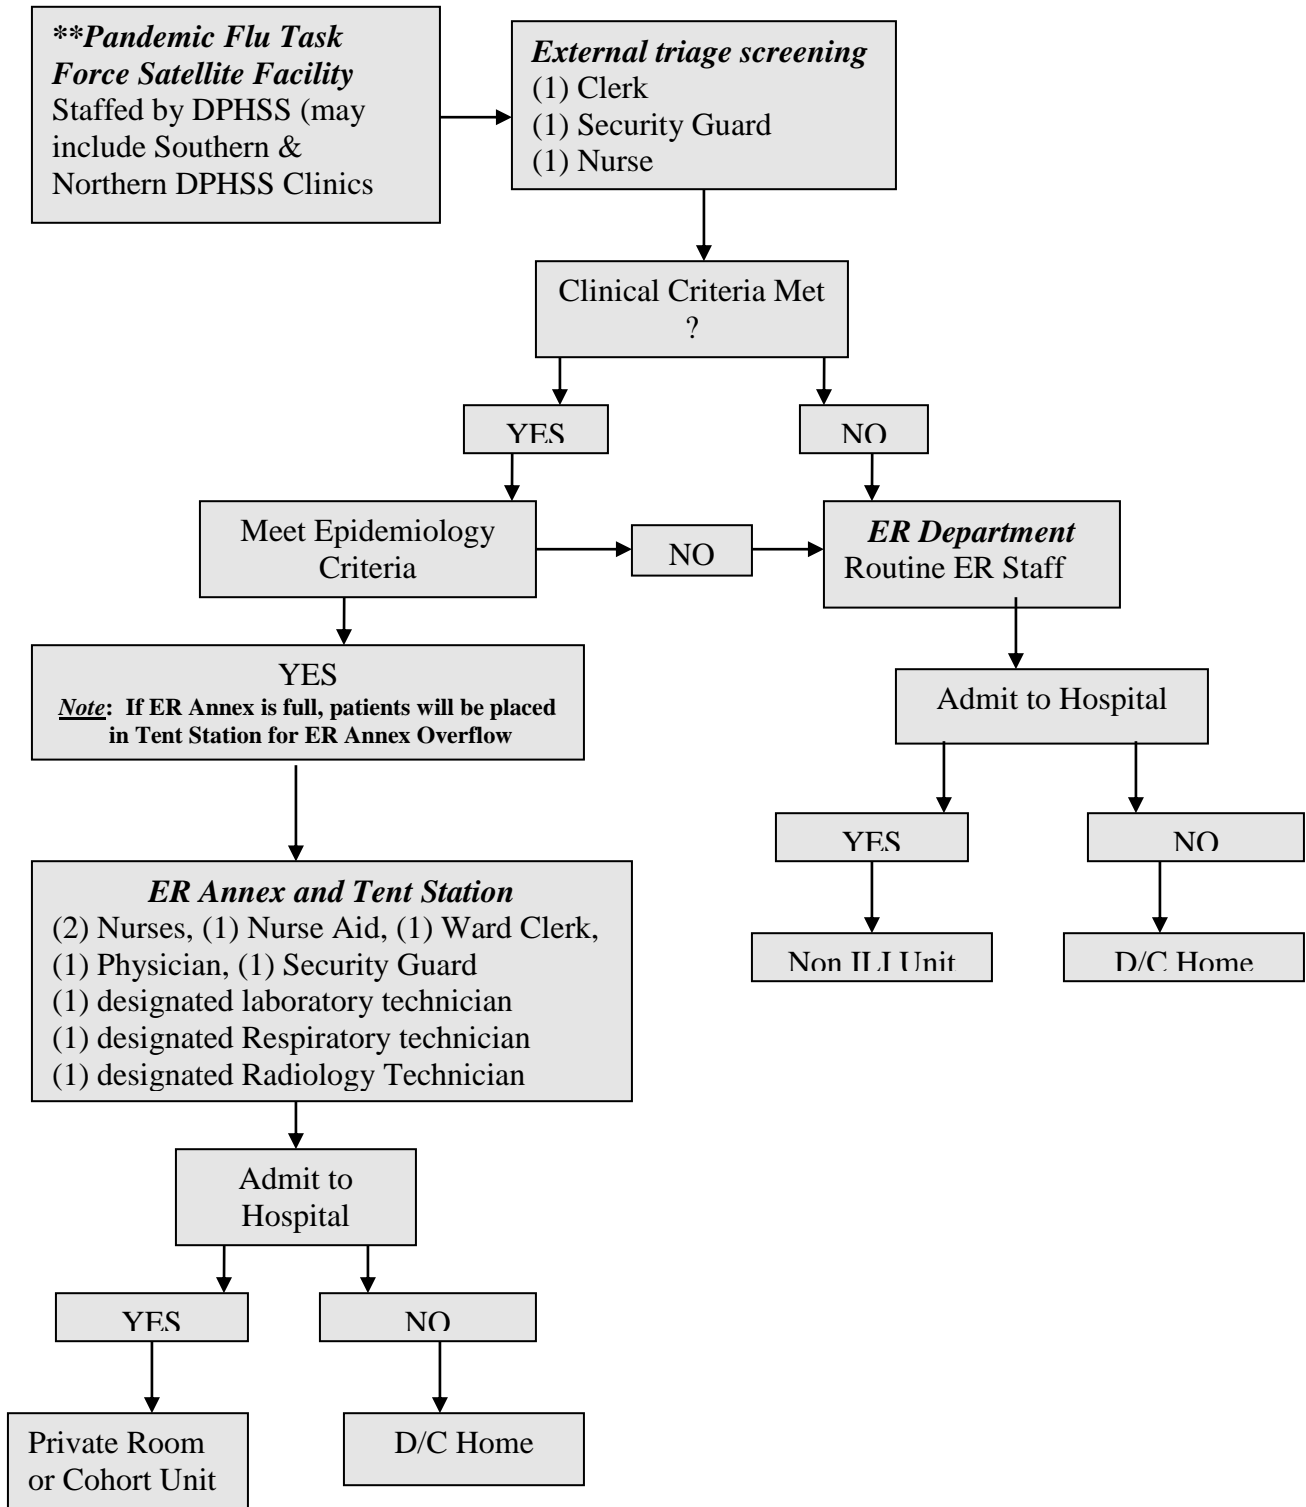 **Pandemic Flu Task
Force Satellite Facility
Staffed by DPHSS (may
include Southern &
Northern DPHSS Clinics
External triage screening
(1) Clerk
(1) Security Guard
(1) Nurse
Clinical Criteria Met
?
YES
NO
Meet Epidemiology
Criteria
NO
ER Department
Routine ER Staff
YES
Note: If ER Annex is full, patients will be placed
in Tent Station for ER Annex Overflow
Admit to Hospital
YES
NO
ER Annex and Tent Station
(2) Nurses, (1) Nurse Aid, (1) Ward Clerk,
(1) Physician, (1) Security Guard
(1) designated laboratory technician
(1) designated Respiratory technician
(1) designated Radiology Technician
Non ILI Unit
D/C Home
Admit to
Hospital
YES
NO
Private Room
or Cohort Unit
D/C Home